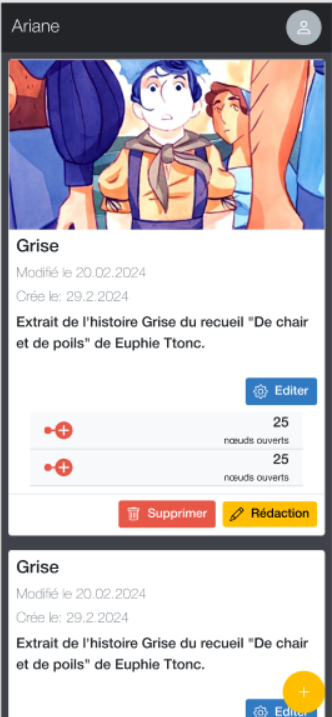 Ariane
Grise
Modifié le 20.02.2024
Crée le: 29.2.2024
Extrait de l'histoire Grise du recueil "De chair
et de poils" de Euphie Ttonc.
Editer
25
nœuds ouverts
25
nœuds ouverts
Supprimer
Rédaction
Grise
Modifié le 20.02.2024
Crée le: 29.2.2024
Extrait de l'histoire Grise du recueil "De chair
et de poils" de Euphie Ttonc.
Editer